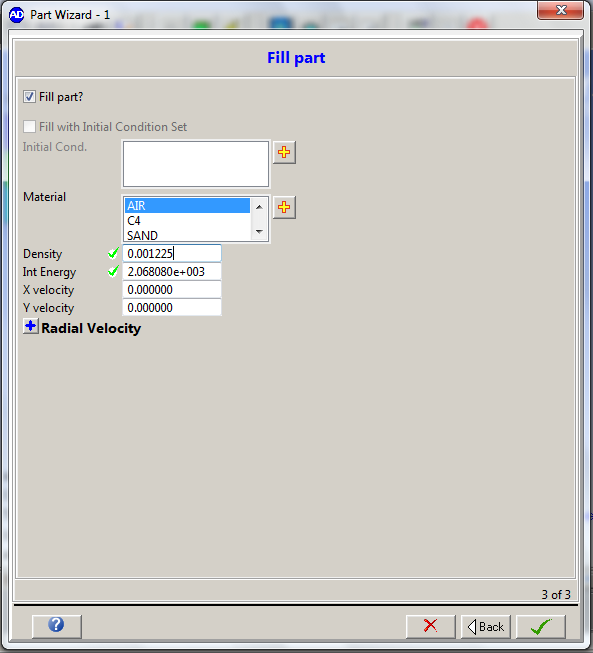 AD Part Wizard - 1
Fill part
Fill part?
Fill with Initial Condition Set
Initial Cond.
Material
AIR
C4
SAND
Density 0.001225
Int Energy 2.068080e+003
X velocity 0.000000
Y velocity 0.000000
Radial Velocity
3 of 3
? Back